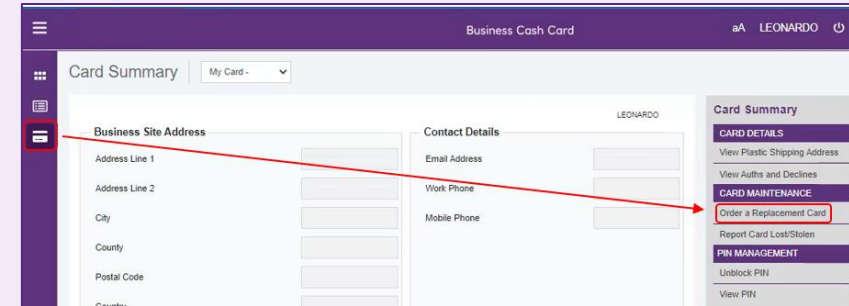 Business Cash Card
aA LEONARDO
Card Summary My Card -
LEONARDO
Business Site Address
Address Line 1
Address Line 2
City
County
Postal Code
Country
Contact Details
Email Address
Work Phone
Mobile Phone
Card Summary
CARD DETAILS
View Plastic Shipping Address
View Auths and Declines
CARD MAINTENANCE
Order a Replacement Card
Report Card Lost/Stolen
PIN MANAGEMENT
Unblock PIN
View PIN